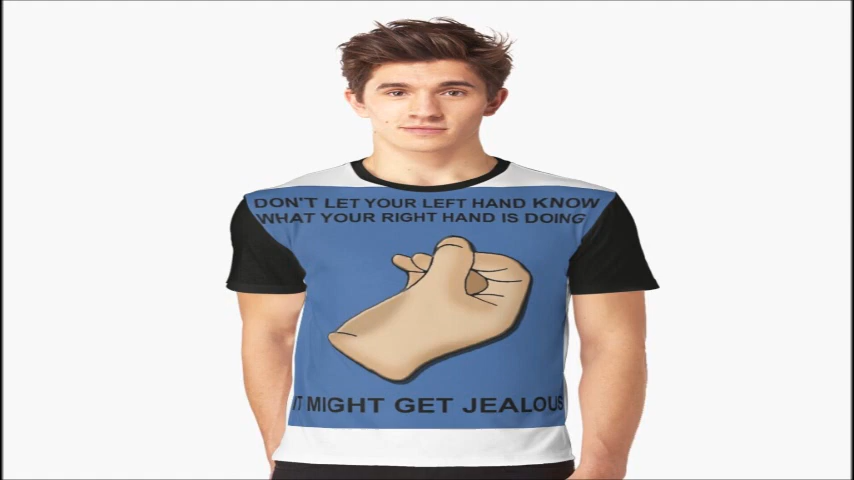 DON'T LET YOUR LEFT HAND KNOW
WHAT YOUR RIGHT HAND IS DOING
IT MIGHT GET JEALOUS